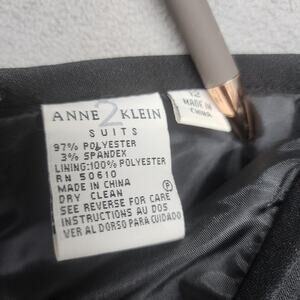 ANNE 2 KLEIN
SUITS
97% POLYESTER
3% SPANDEX
LINING:100% POLYESTER
RN 50610
MADE IN CHINA
DRY CLEAN P
SEE REVERSE FOR CARE
INSTRUCTIONS AU DOS
VER AL DORSO PARA CUIDADO
12
MADE IN
CHINA